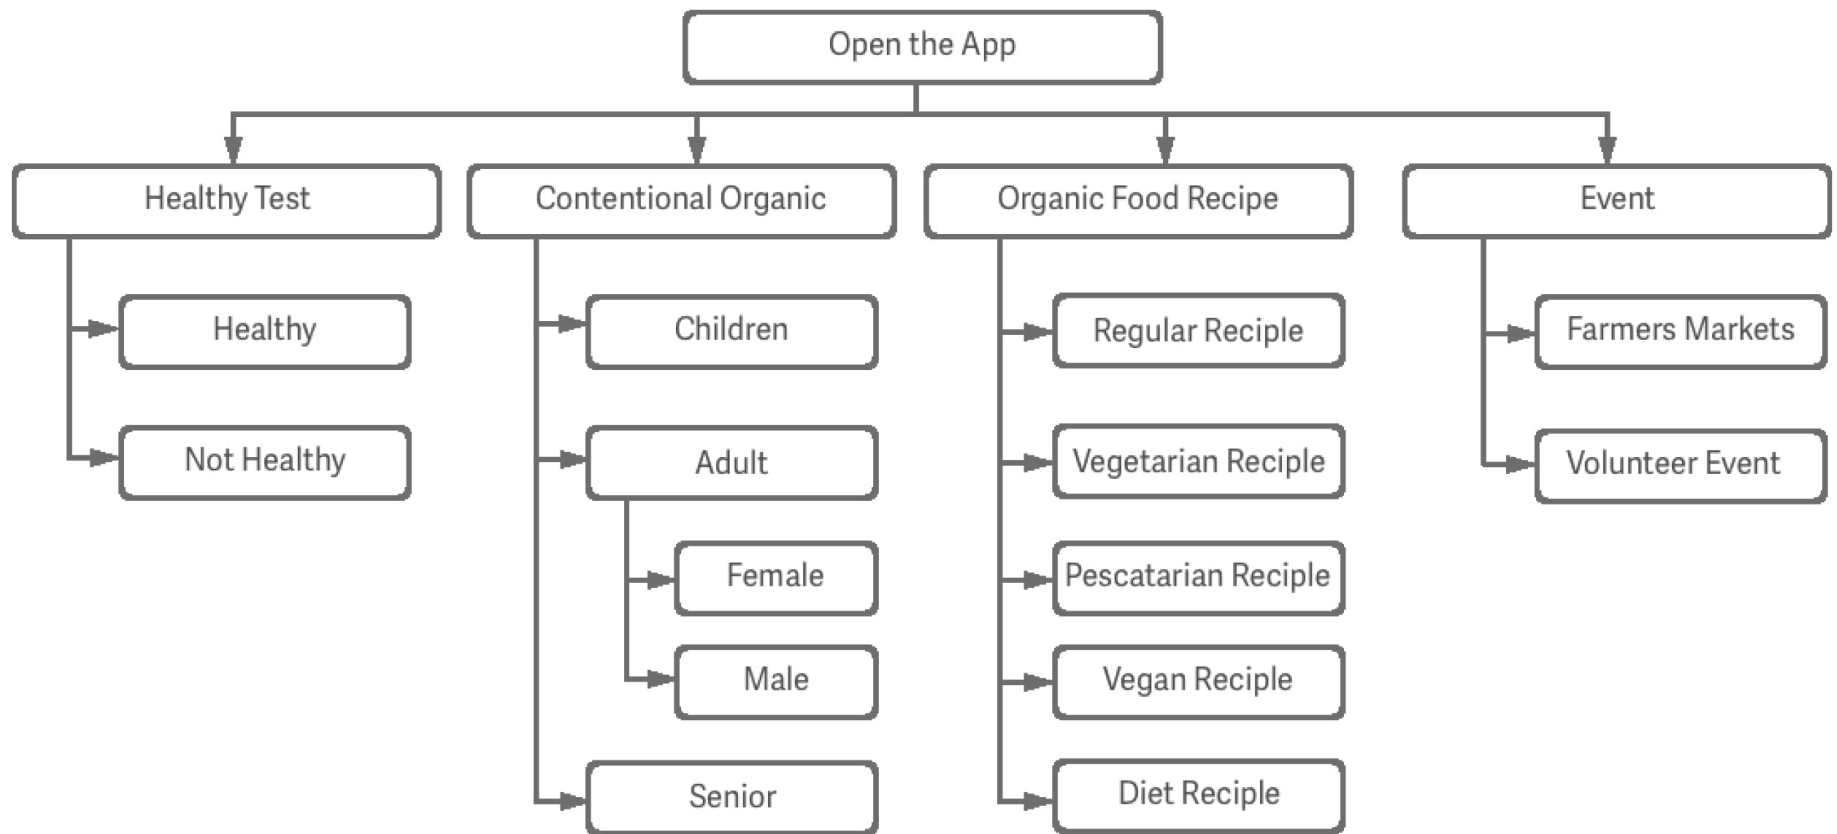 Open the App
Healthy Test
Contentional Organic
Organic Food Recipe
Event
Healthy
Not Healthy
Children
Adult
Female
Male
Senior
Regular Reciple
Vegetarian Reciple
Pescatarian Reciple
Vegan Reciple
Diet Reciple
Farmers Markets
Volunteer Event